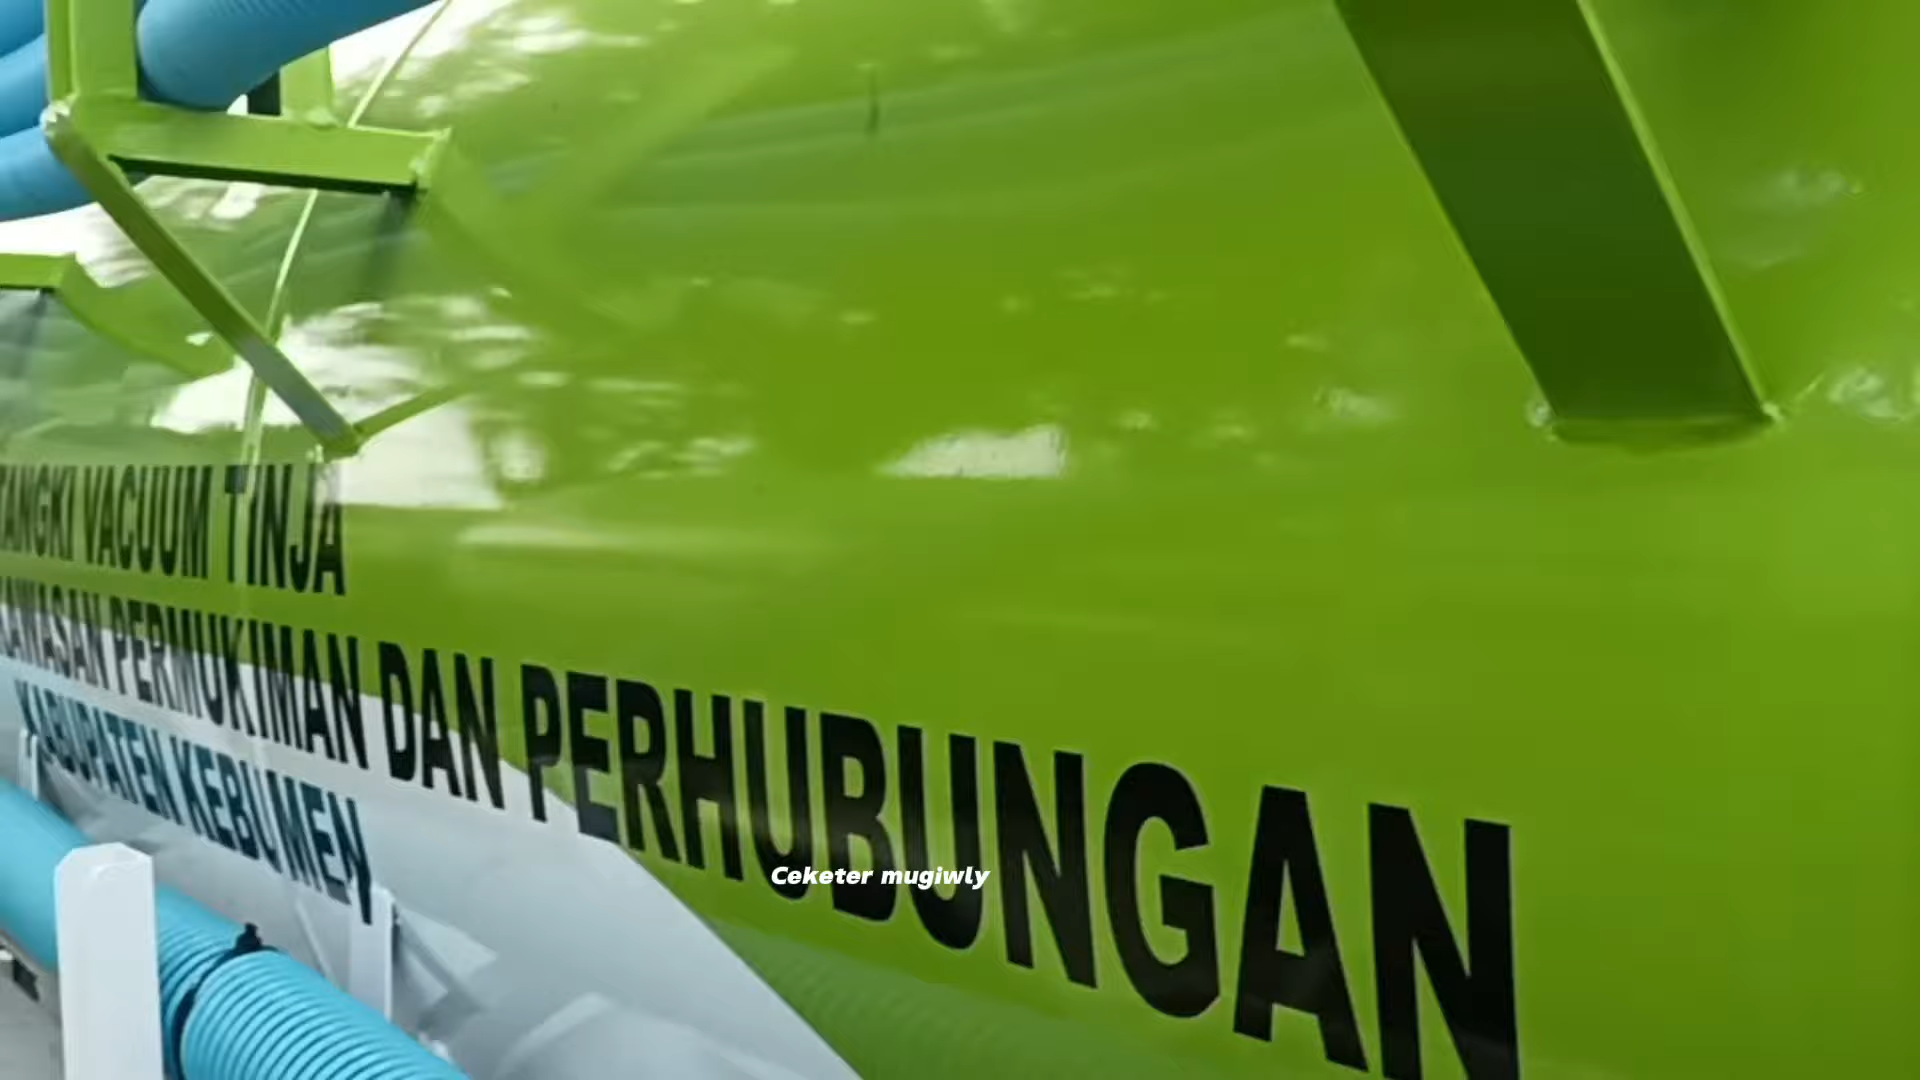 TANGKI VACUUM TINJA
KAWASAN PERMUKIMAN DAN PERHUBUNGAN
KABUPATEN KEBUMEN
Ceketer mugiwly